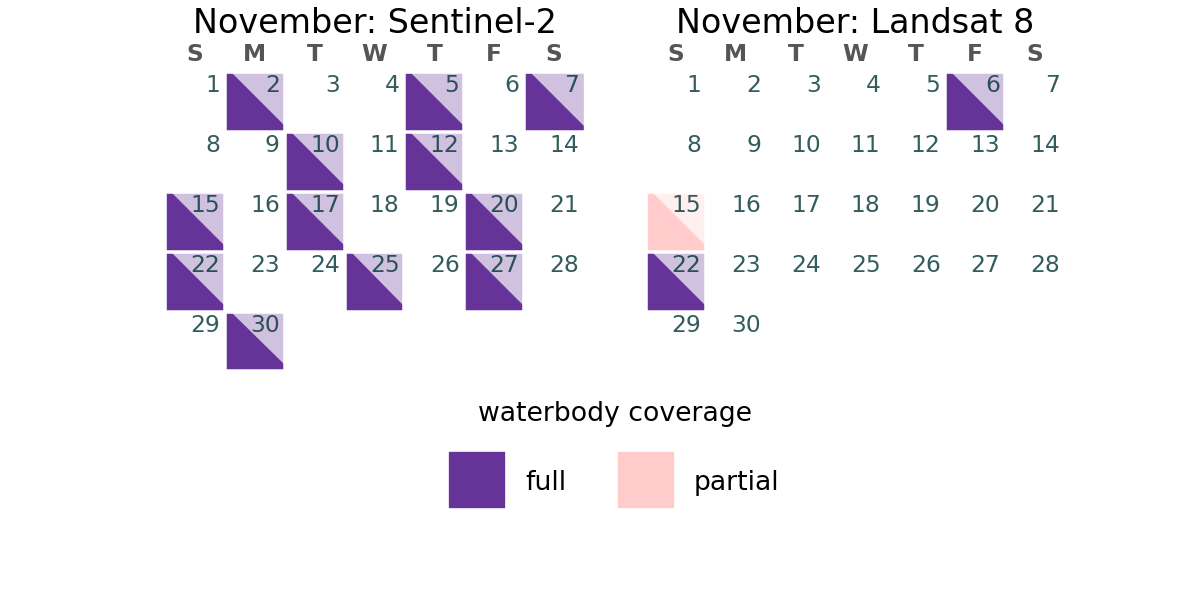 November: Sentinel-2
S M T W T F S
1 2 3 4 5 6 7
8 9 10 11 12 13 14
15 16 17 18 19 20 21
22 23 24 25 26 27 28
29 30
November: Landsat 8
S M T W T F S
1 2 3 4 5 6 7
8 9 10 11 12 13 14
15 16 17 18 19 20 21
22 23 24 25 26 27 28
29 30
waterbody coverage
full partial